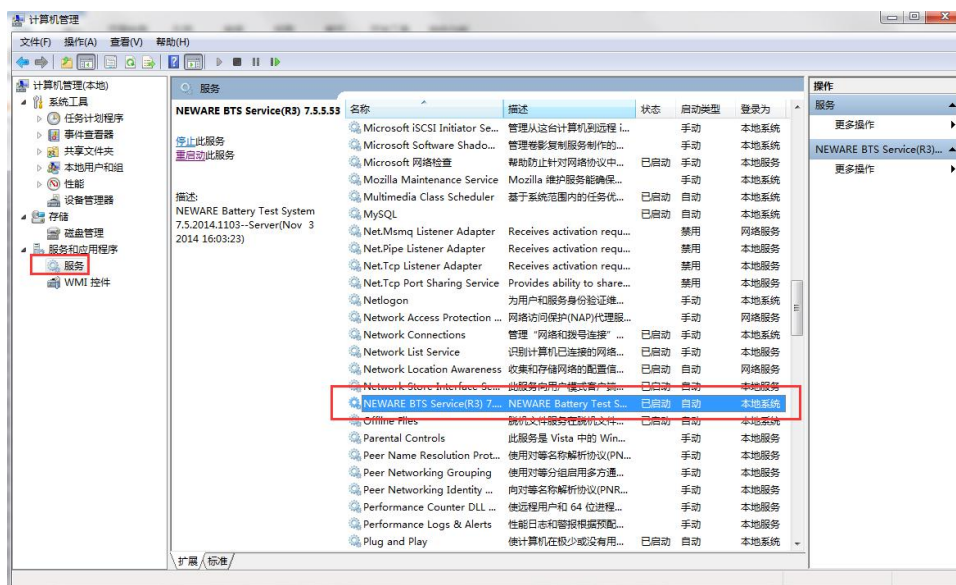 计算机管理
文件(F) 操作(A) 查看(V) 帮助(H)
计算机管理(本地)
系统工具
任务计划程序
事件查看器
共享文件夹
本地用户和组
性能
设备管理器
存储
磁盘管理
服务和应用程序
服务
WMI 控件
服务
NEWARE BTS Service(R3) 7.5.5.53
停止此服务
重启动此服务
描述:
NEWARE Battery Test System
7.5.2014.1103--Server(Nov 3
2014 16:03:23)
名称 描述 状态 启动类型 登录为
Microsoft iSCSI Initiator Se... 管理从这台计算机到远程 i... 手动 本地系统
Microsoft Software Shado... 管理卷影复制服务制作的... 手动 本地系统
Microsoft 网络检查 帮助防止针对网络协议中... 已启动 手动 本地服务
Mozilla Maintenance Service Mozilla 维护服务能确保... 手动 本地系统
Multimedia Class Scheduler 基于系统范围内的任务优... 已启动 自动 本地系统
MySQL 已启动 自动 本地系统
Net.Msmq Listener Adapter Receives activation requ... 禁用 网络服务
Net.Pipe Listener Adapter Receives activation requ... 禁用 本地服务
Net.Tcp Listener Adapter Receives activation requ... 禁用 本地服务
Net.Tcp Port Sharing Service Provides ability to share... 禁用 本地服务
Netlogon 为用户和服务身份验证维... 手动 本地系统
Network Access Protection ... 网络访问保护(NAP)代理服... 手动 网络服务
Network Connections 管理“网络和拨号连接”... 已启动 手动 本地系统
Network List Service 识别计算机已连接的网络... 已启动 手动 本地服务
Network Location Awareness 收集和存储网络的配置信... 已启动 自动 网络服务
Network Store Interface Se... 此服务向用户模式客户端... 已启动 自动 本地服务
NEWARE BTS Service(R3) 7.... NEWARE Battery Test S... 已启动 自动 本地系统
Offline Files 脱机文件服务在脱机文件... 已启动 自动 本地系统
Parental Controls 此服务是 Vista 中的 Win... 手动 本地服务
Peer Name Resolution Prot... 使用对等名称解析协议(PN... 手动 本地服务
Peer Networking Grouping 使用对等分组启用多方通... 手动 本地服务
Peer Networking Identity ... 向对等名称解析协议(PNR... 手动 本地服务
Performance Counter DLL ... 使远程用户和 64 位进程... 手动 本地服务
Performance Logs & Alerts 性能日志和警报根据预配... 手动 本地服务
Plug and Play 使计算机在极少或没有用... 已启动 自动 本地系统
扩展 标准
操作
服务
更多操作
NEWARE BTS Service(R3)...
更多操作